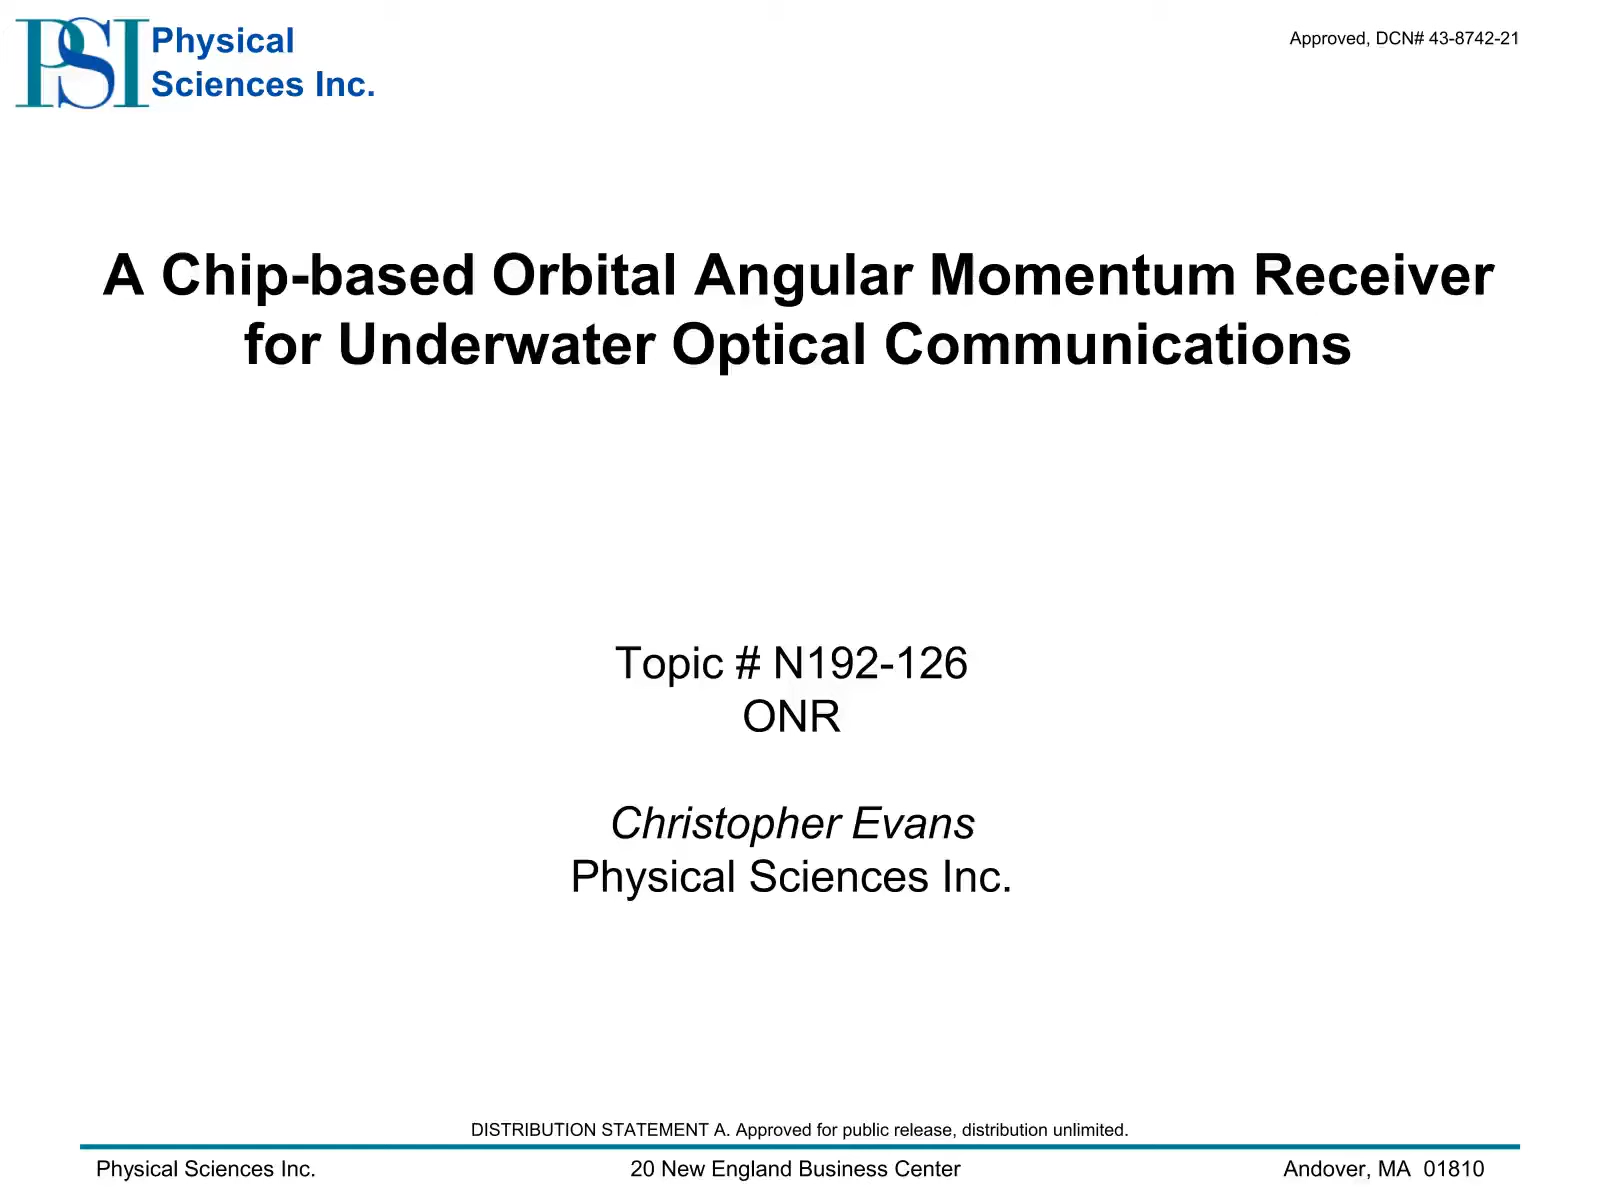 PSI
Physical
Sciences Inc.
Approved, DCN# 43-8742-21
A Chip-based Orbital Angular Momentum Receiver
for Underwater Optical Communications
Topic # N192-126
ONR
Christopher Evans
Physical Sciences Inc.
DISTRIBUTION STATEMENT A. Approved for public release, distribution unlimited.
Physical Sciences Inc. 20 New England Business Center Andover, MA 01810